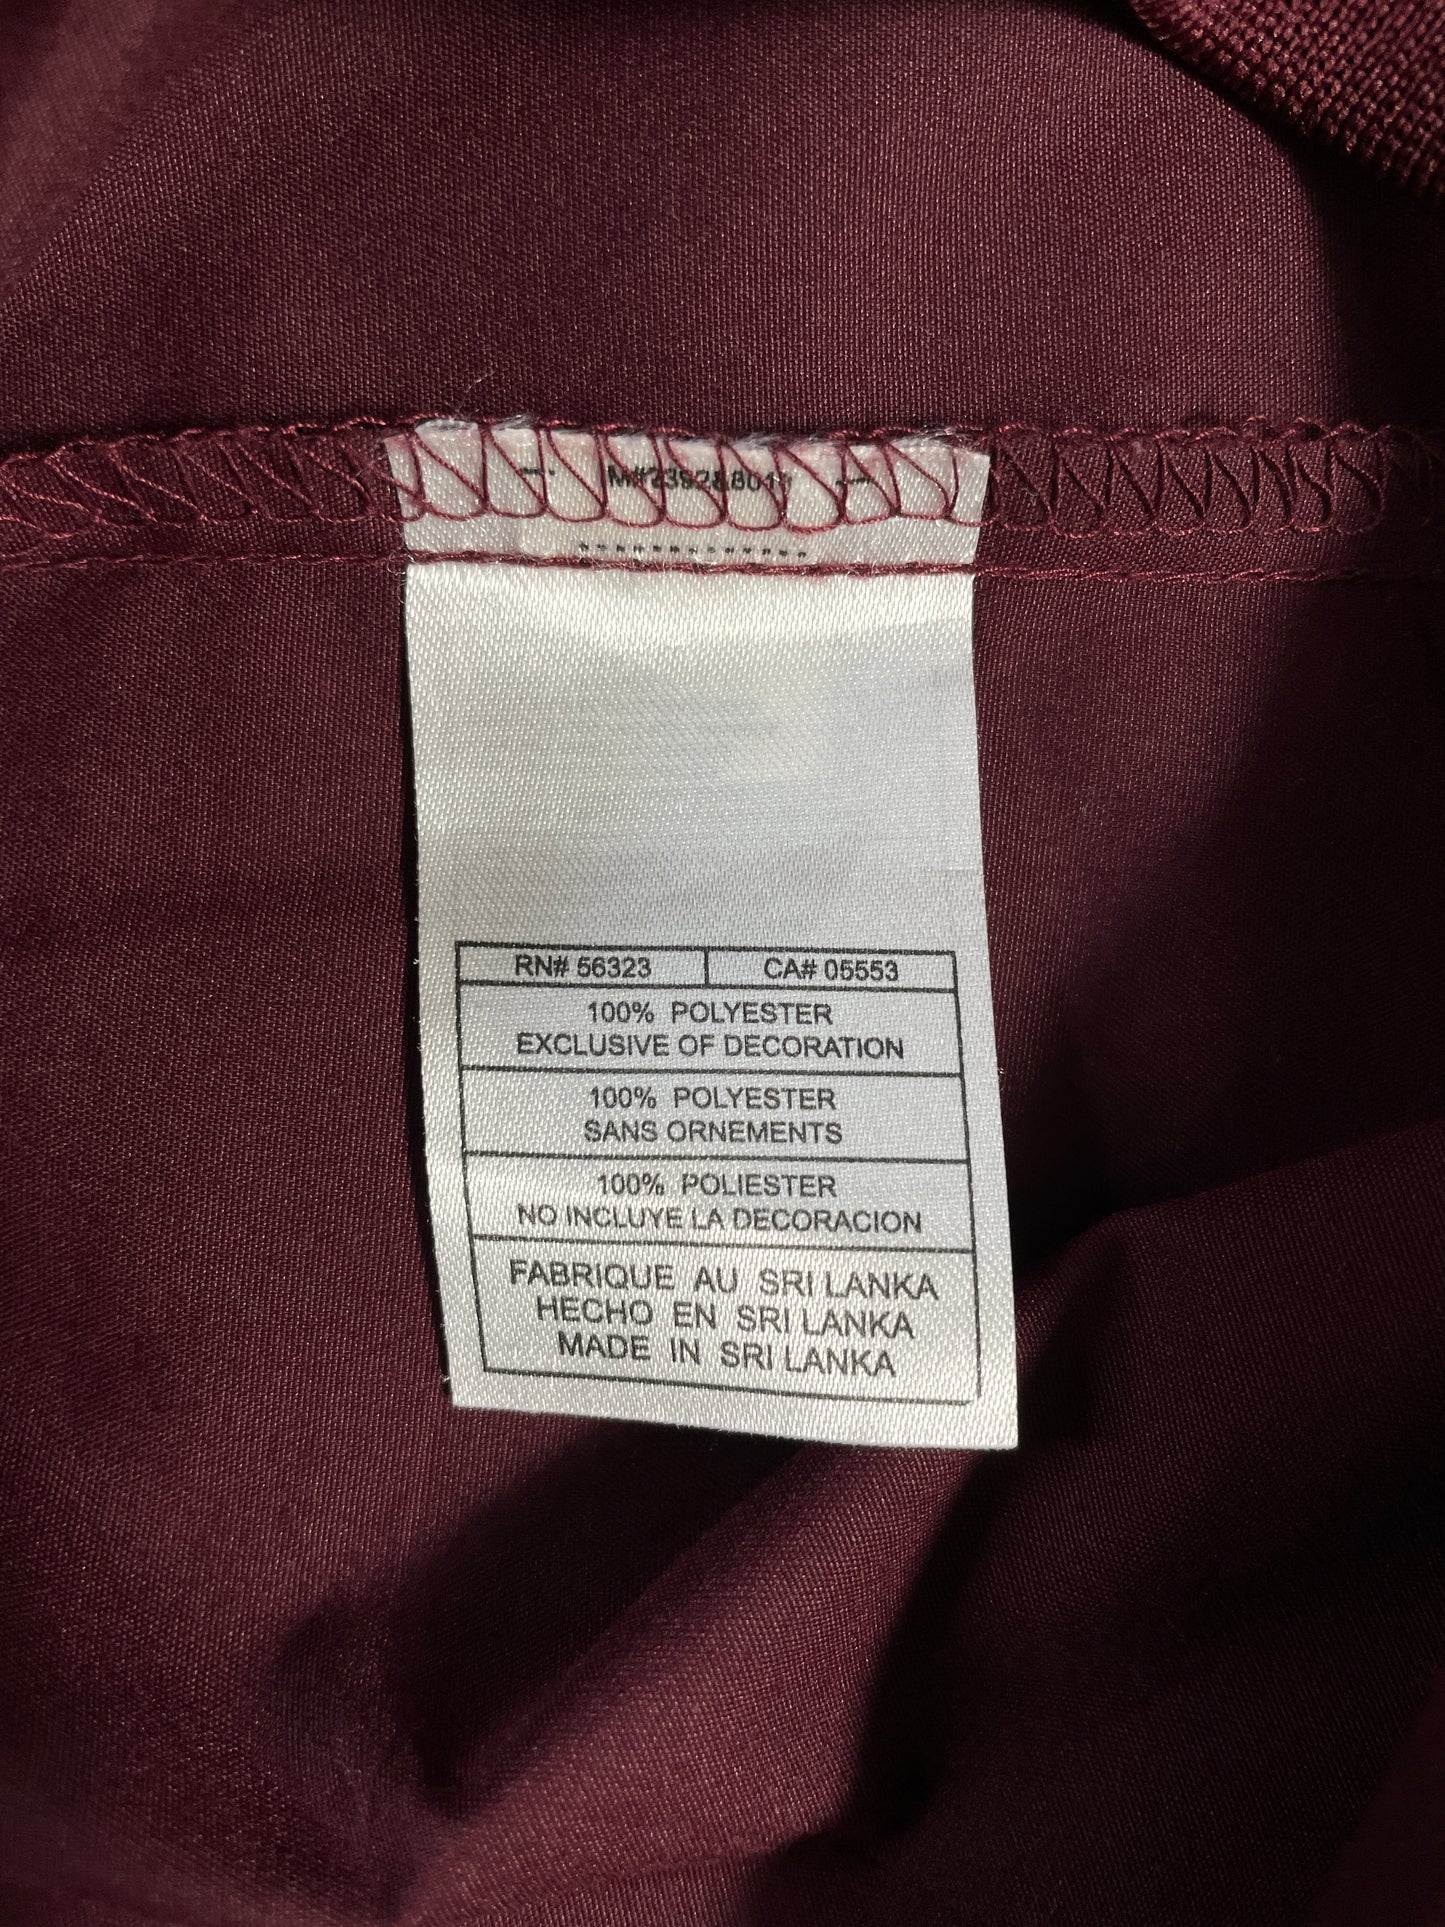 RN# 56323 CA# 05553
100% POLYESTER
EXCLUSIVE OF DECORATION
100% POLYESTER
SANS ORNEMENTS
100% POLIESTER
NO INCLUYE LA DECORACION
FABRIQUE AU SRI LANKA
HECHO EN SRI LANKA
MADE IN SRI LANKA